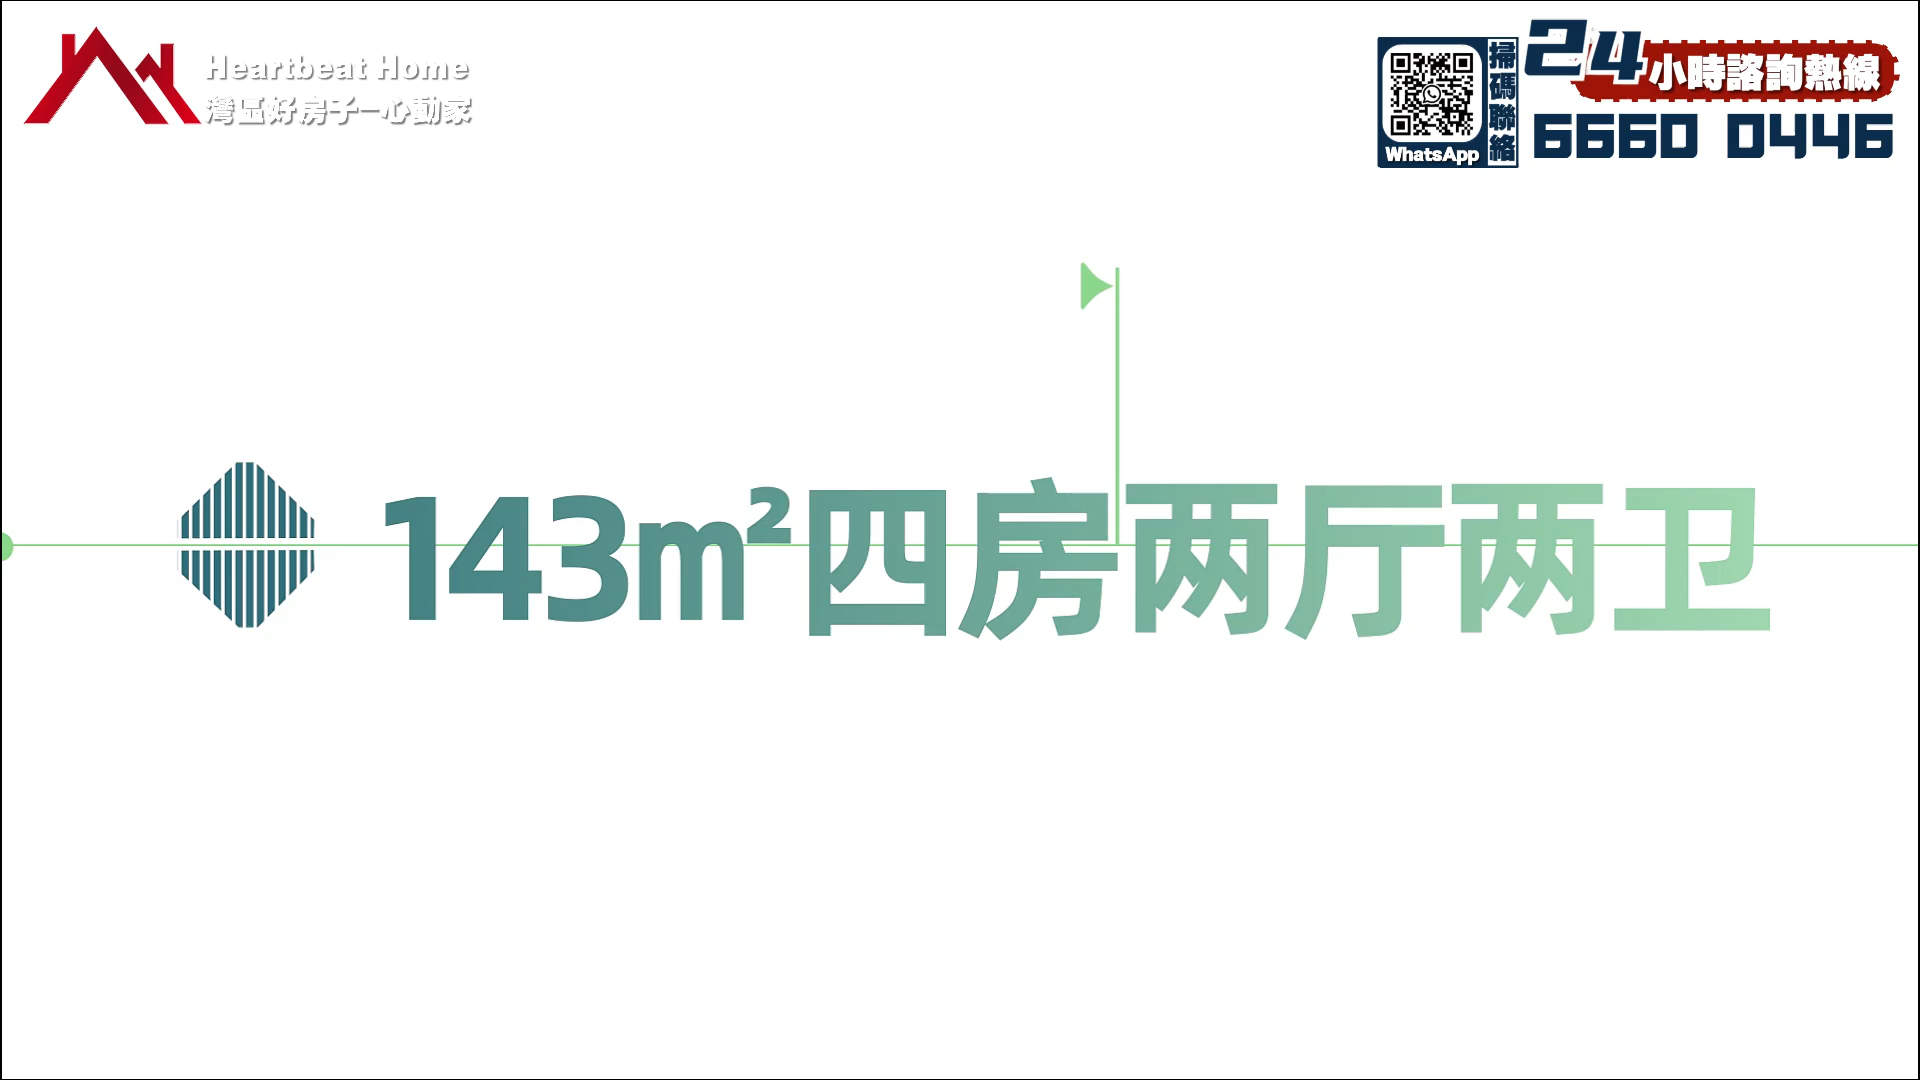 Heartbeat Home
灣區好房子—心動家
掃碼聯絡
WhatsApp
24小時諮詢熱線
6660 0446
143m²四房两厅两卫